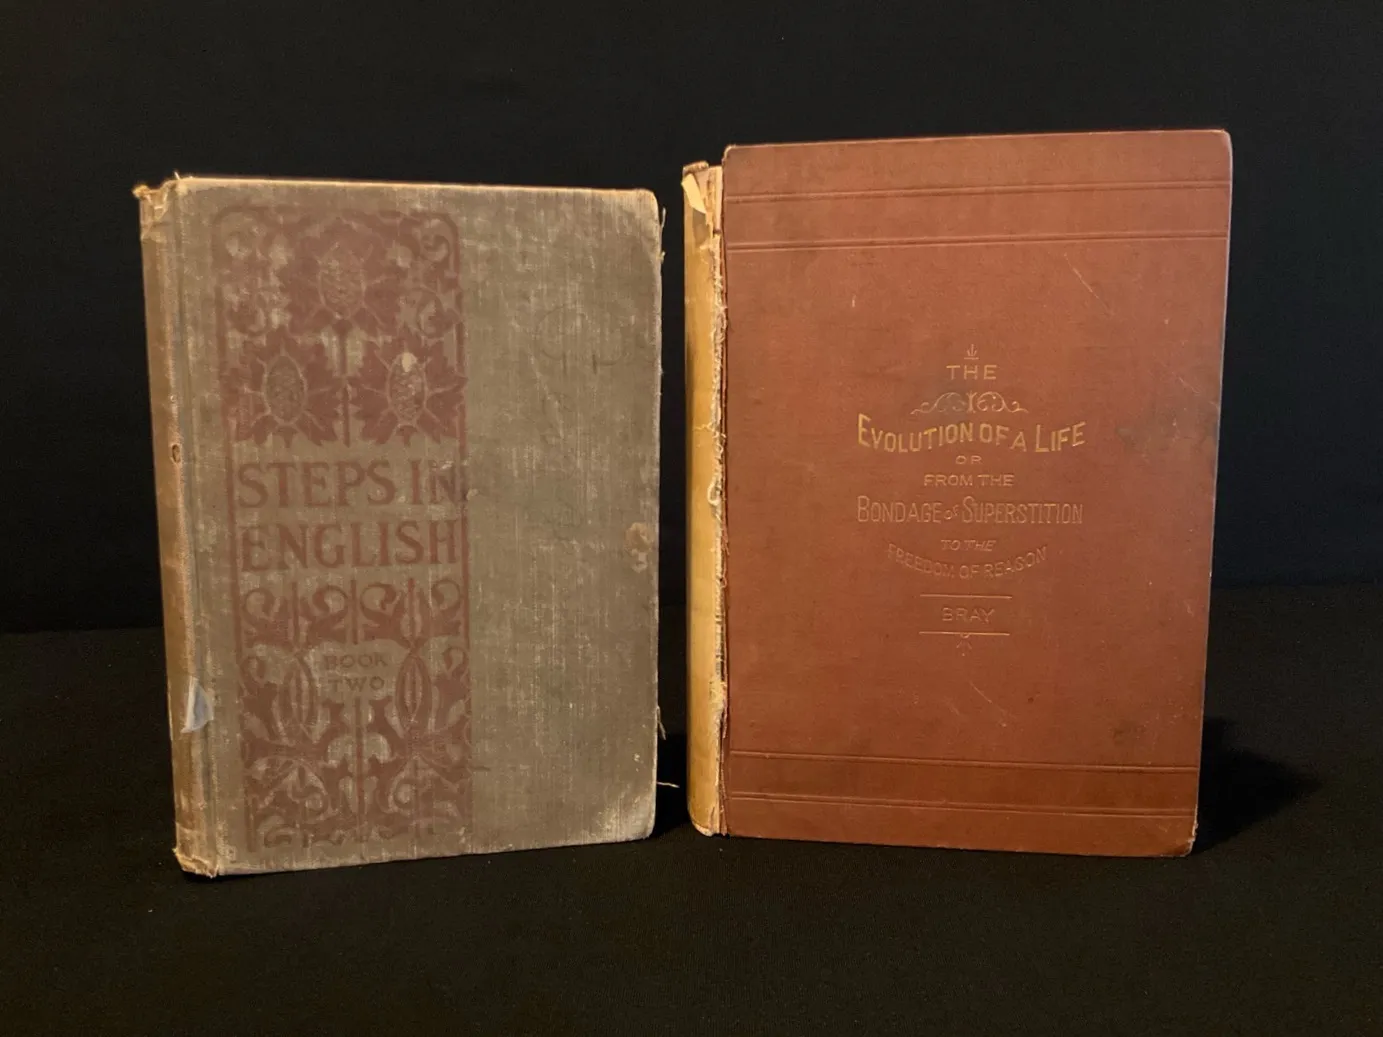 STEPS IN
ENGLISH
BOOK
TWO
THE
EVOLUTION OF A LIFE
OR
FROM THE
BONDAGE OF SUPERSTITION
TO THE
FREEDOM OF REASON
BRAY